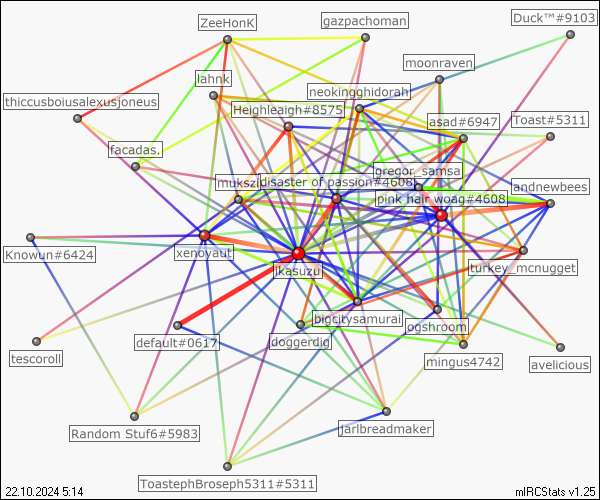 ZeeHonK
gazpachoman
Duck™#9103
moonraven
iahnk
neokingghidorah
thiccusboiusalexusjoneus
Heighleaigh#8575
asad#6947
Toast#5311
facadas.
gregor_samsa
mukszi
disaster of passion#4608
pink hair woag#4608
andnewbees
Knowun#6424
xenovaut
ikasuzu
turkey_mcnugget
bigcitysamurai
ogshroom
tescoroll
default#0617
doggerdig
mingus4742
avelicious
Random Stuf6#5983
jarlbreadmaker
ToastephBroseph5311#5311
22.10.2024 5:14
mIRCStats v1.25